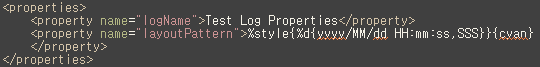 <properties>
<property name="logName">Test Log Properties</property>
<property name="layoutPattern">%style{%d{yyyy/MM/dd HH:mm:ss,SSS}}{cyan}
</property>
</properties>